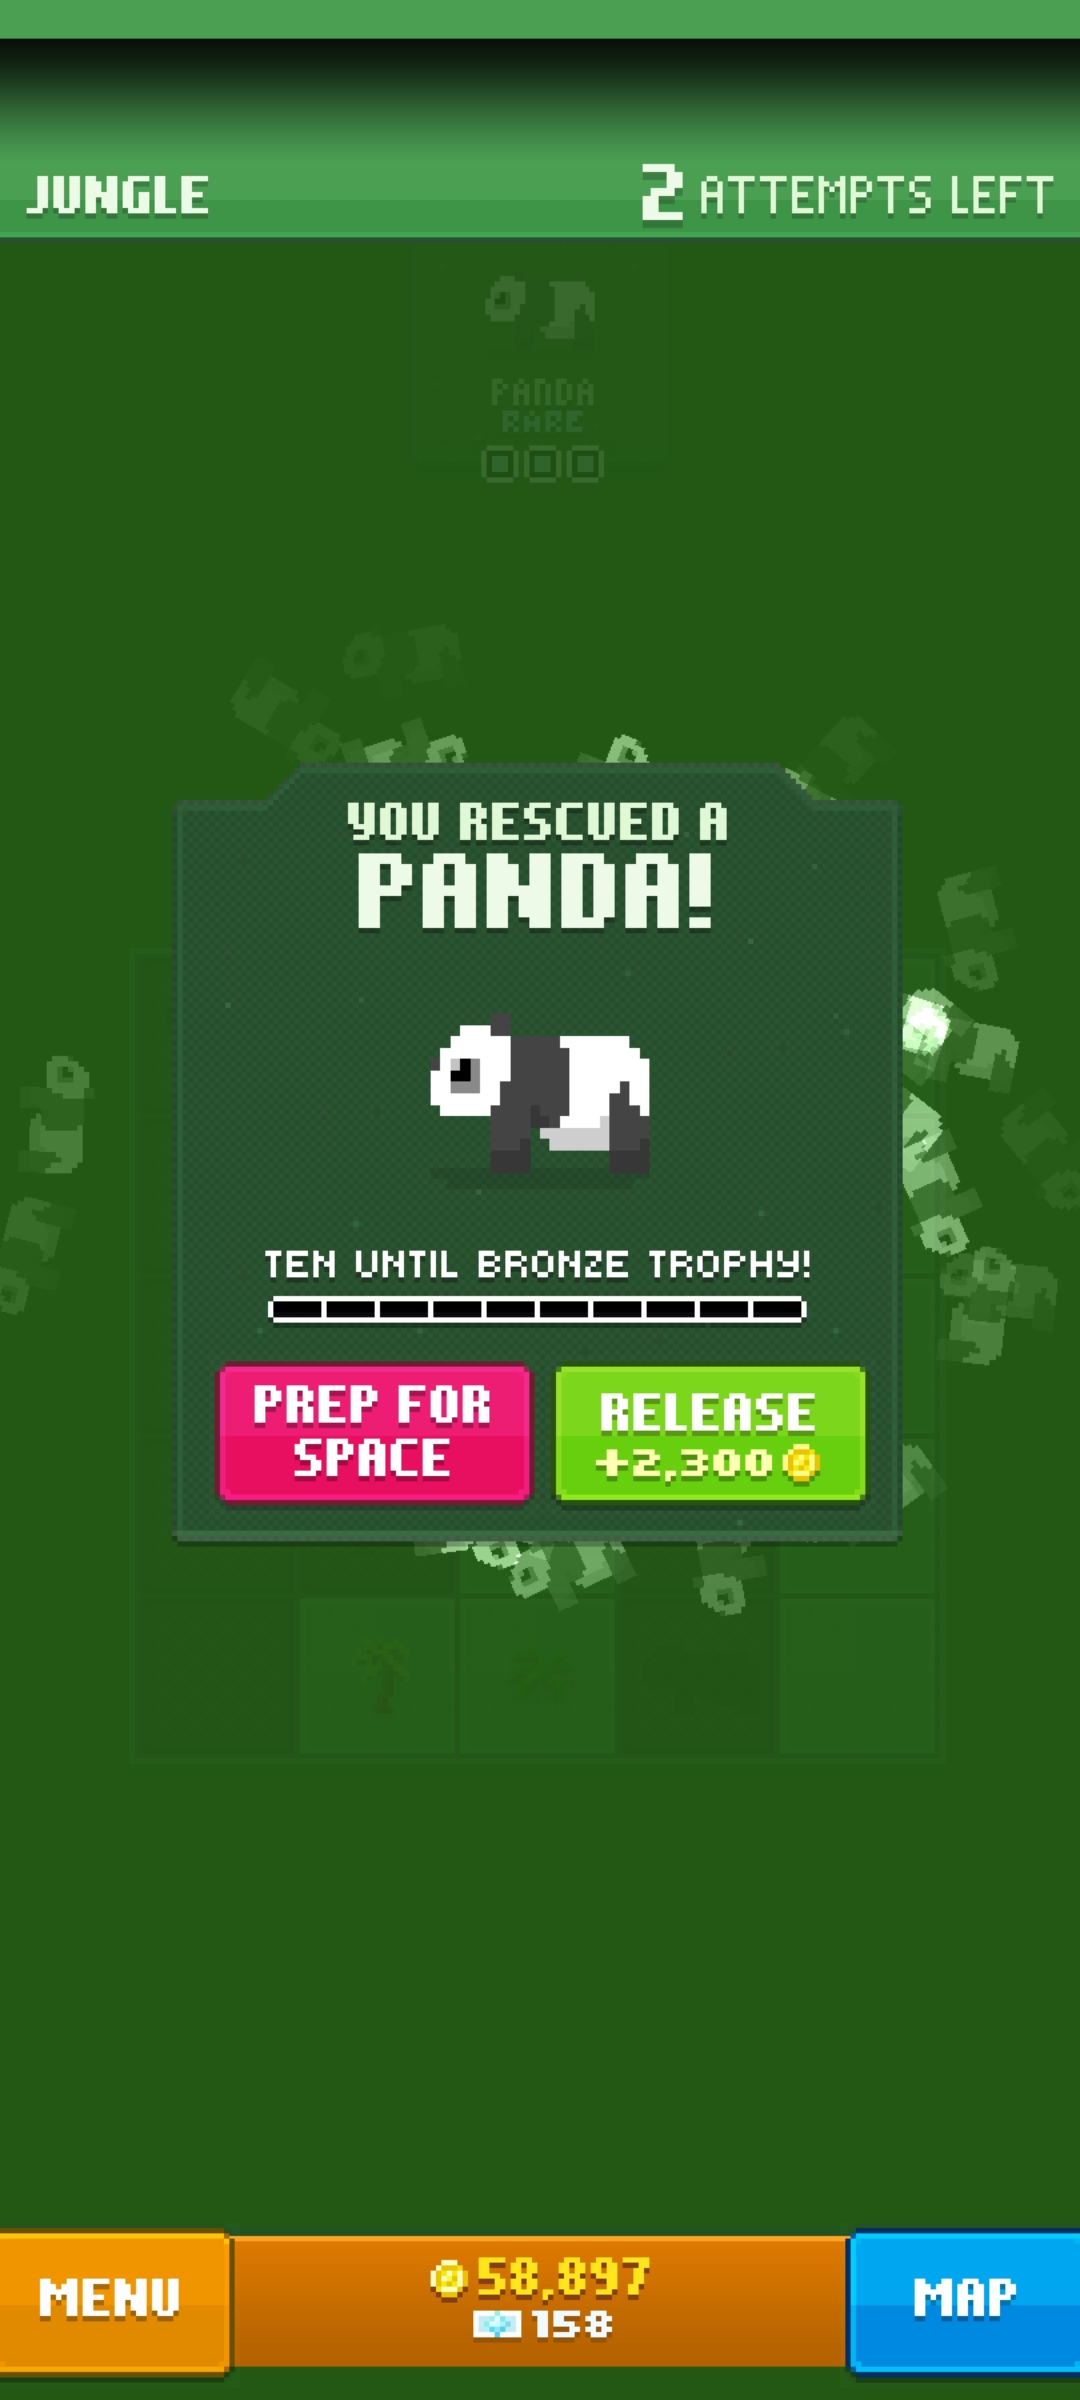 JUNGLE
2 ATTEMPTS LEFT
PANDA
RARE
YOU RESCUED A
PANDA!
TEN UNTIL BRONZE TROPHY!
PREP FOR
SPACE
RELEASE
+2,300
MENU
58,897
158
MAP